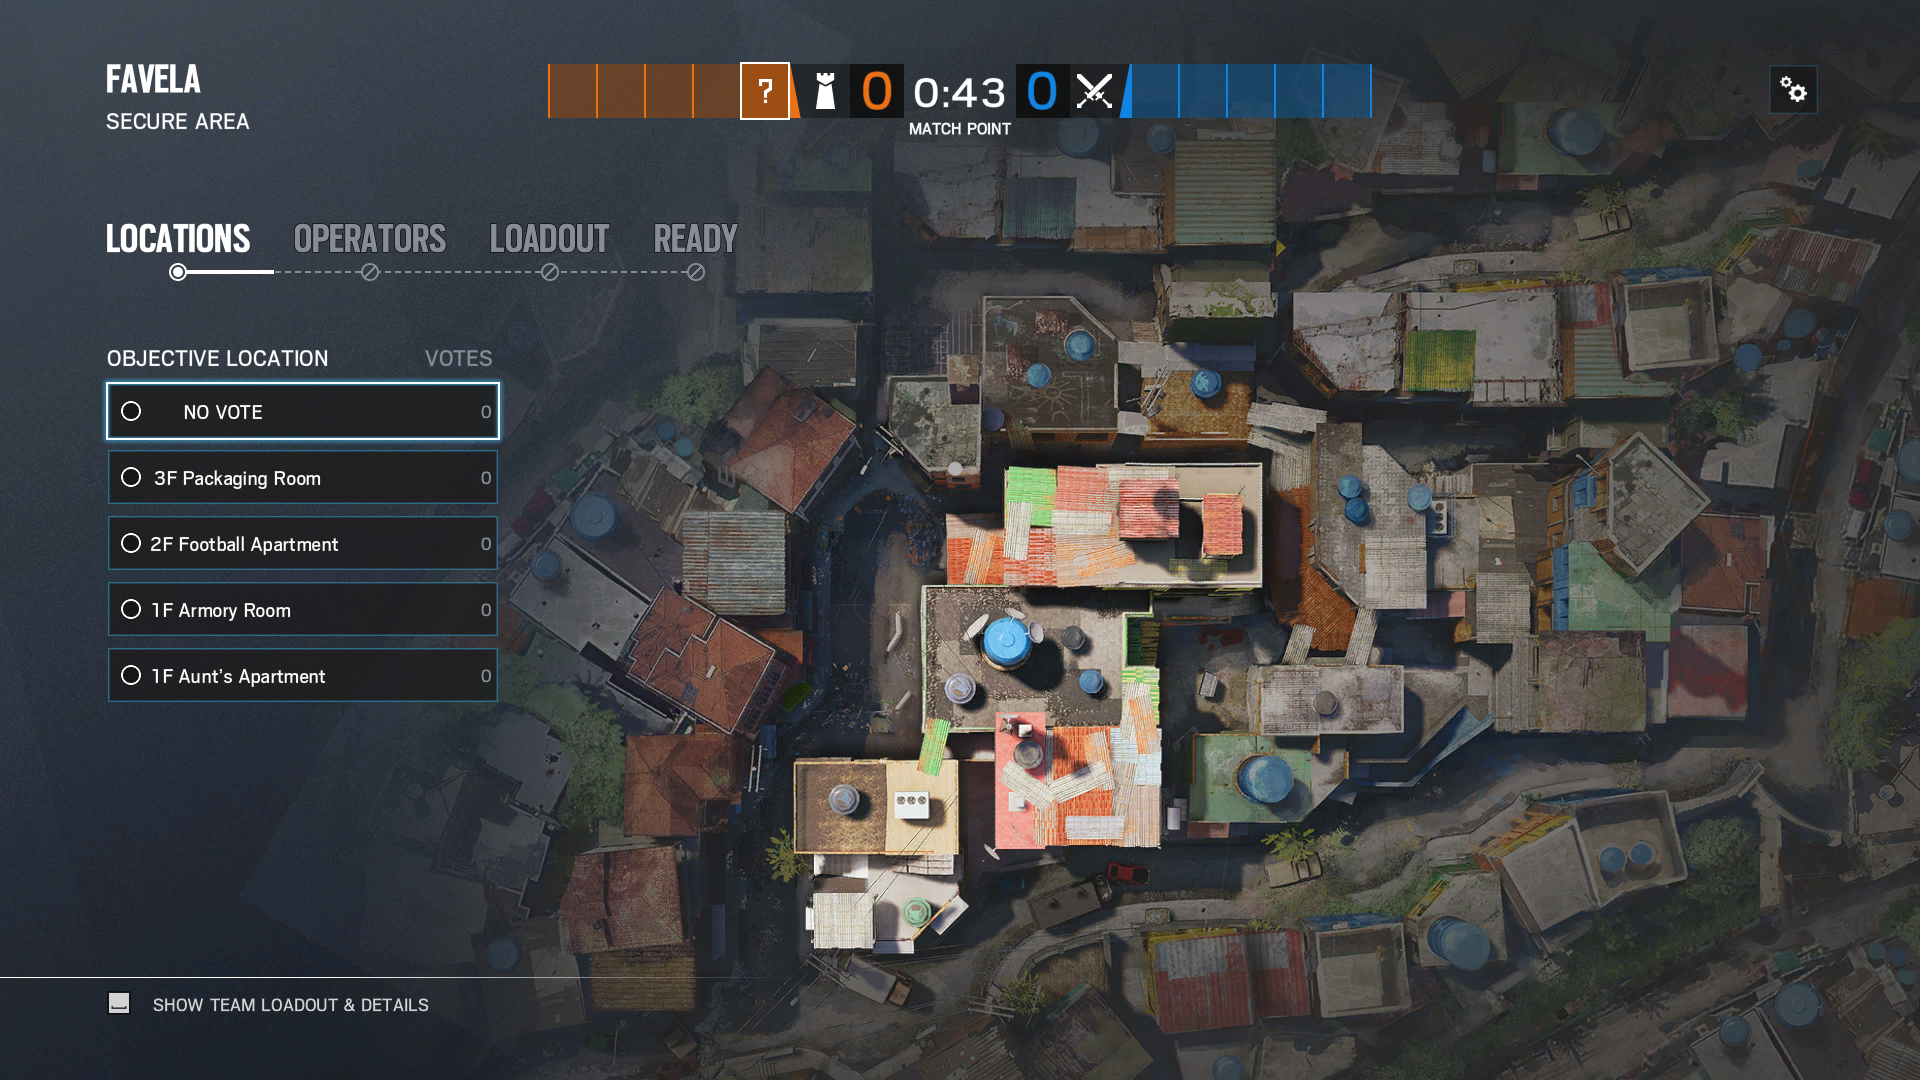 FAVELA
SECURE AREA
?
0
0:43
0
MATCH POINT
LOCATIONS
OPERATORS
LOADOUT
READY
OBJECTIVE LOCATION
VOTES
NO VOTE
0
3F Packaging Room
0
2F Football Apartment
0
1F Armory Room
0
1F Aunt's Apartment
0
SHOW TEAM LOADOUT & DETAILS